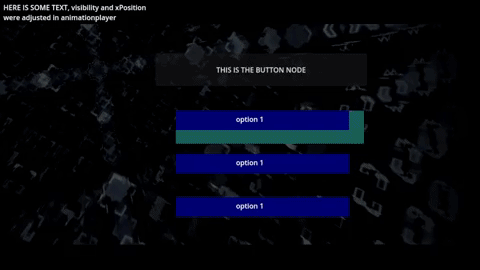 HERE IS SOME TEXT, visibility and xPosition
were adjusted in animationplayer
THIS IS THE BUTTON NODE
option 1
option 1
option 1